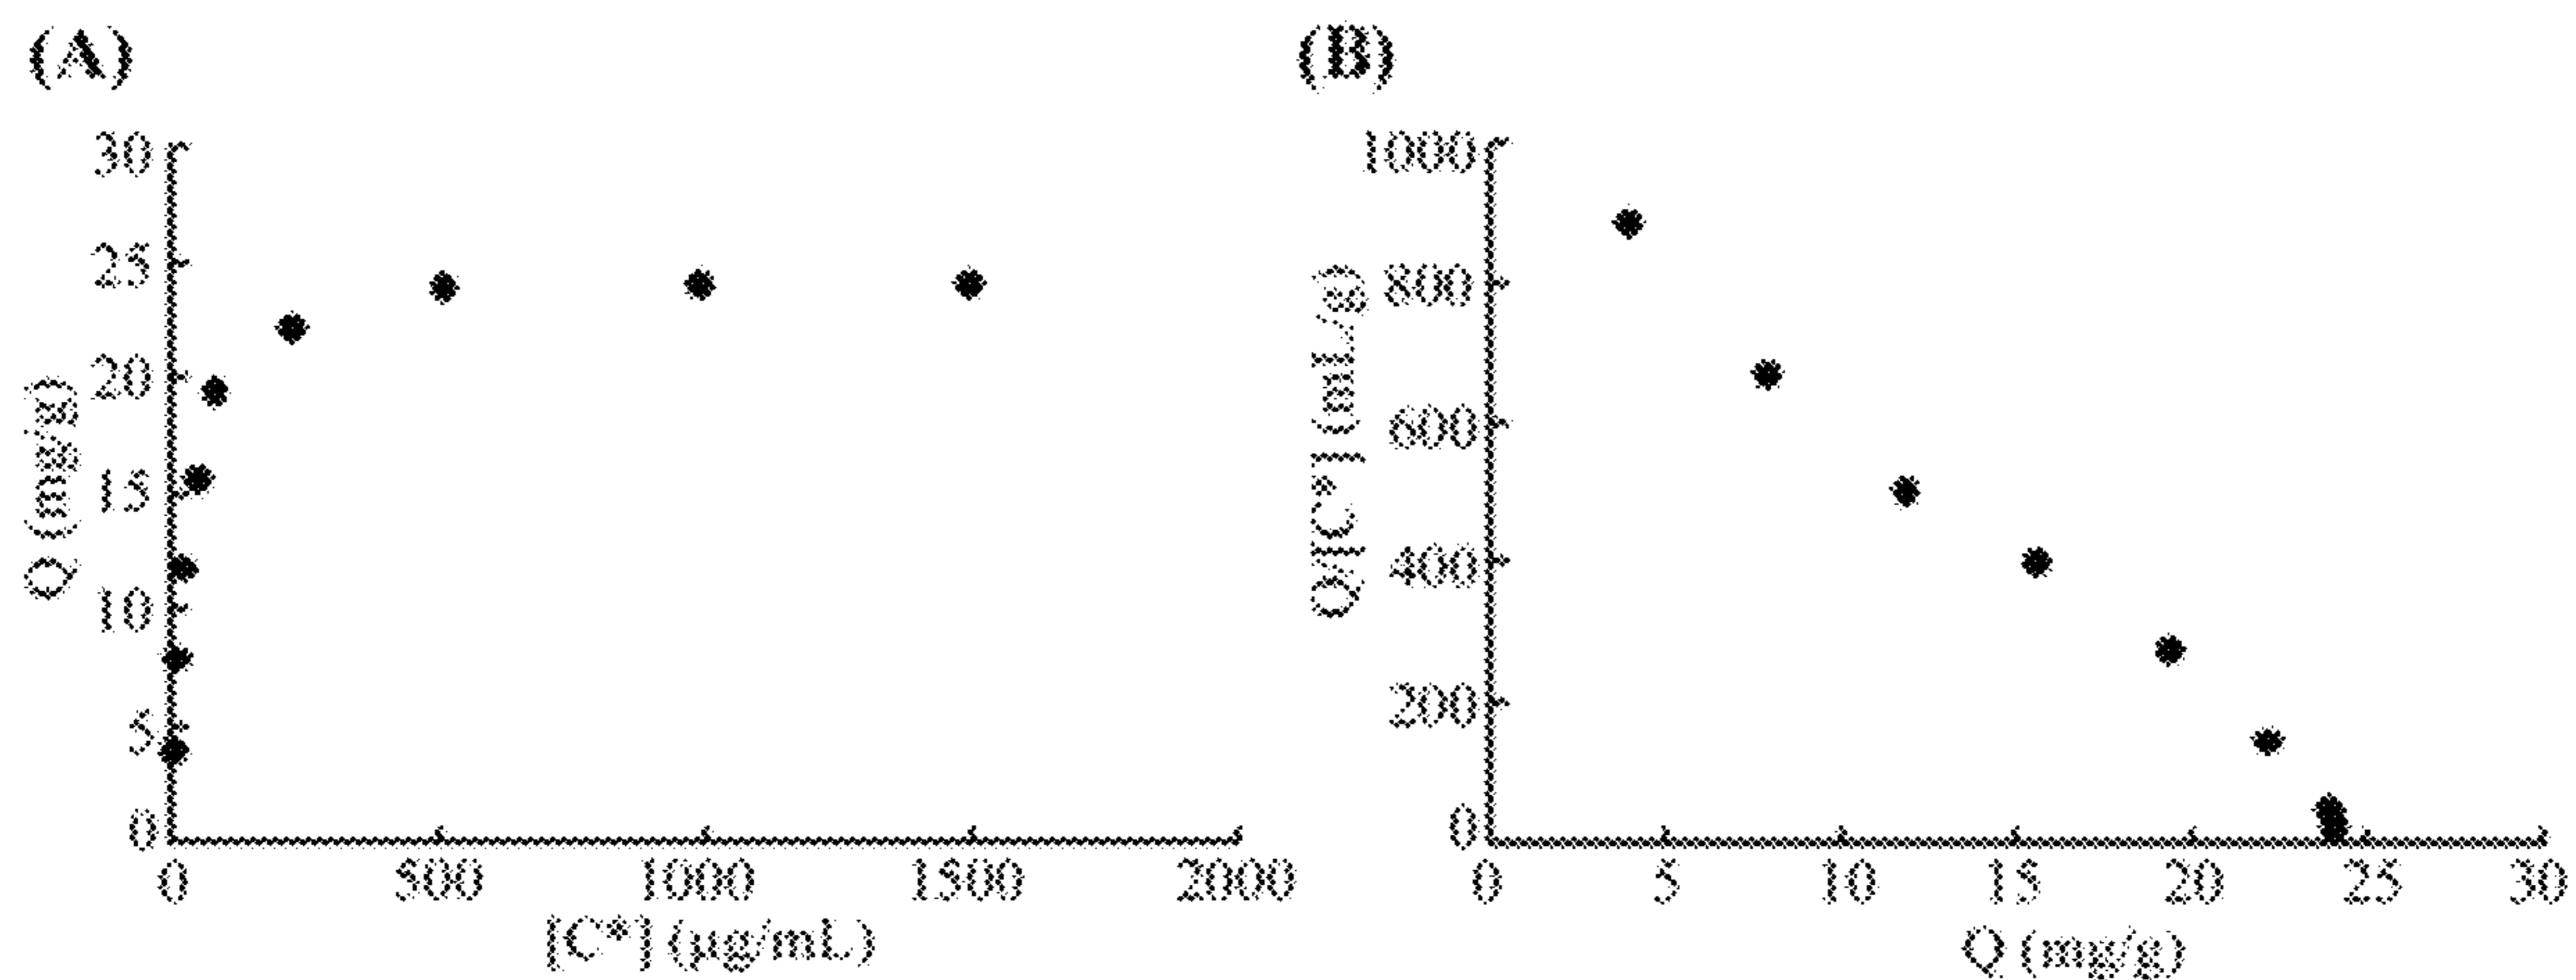 (A)
30
25
20
15
10
5
0
Q (mg/g)
0 500 1000 1500 2000
[C*] (μg/mL)
(B)
1000
800
600
400
200
0
Q/[C*] (mL/g)
0 5 10 15 20 25 30
Q (mg/g)